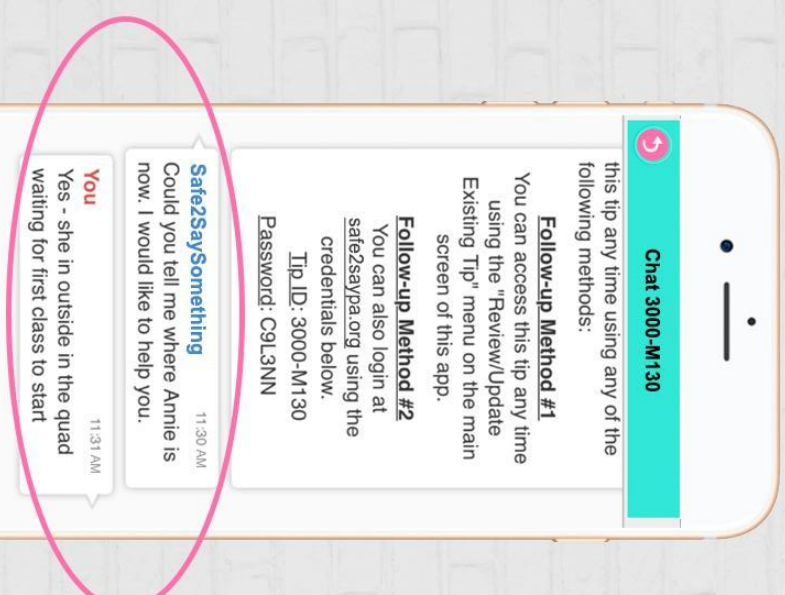 Chat 3000-M130
this tip any time using any of the
following methods:
Follow-up Method #1
You can access this tip any time
using the "Review/Update
Existing Tip" menu on the main
screen of this app.
Follow-up Method #2
You can also login at
safe2saypa.org using the
credentials below.
Tip ID: 3000-M130
Password: C9L3NN
Safe2SaySomething 11:30 AM
Could you tell me where Annie is
now. I would like to help you.
You 11:31 AM
Yes - she in outside in the quad
waiting for first class to start